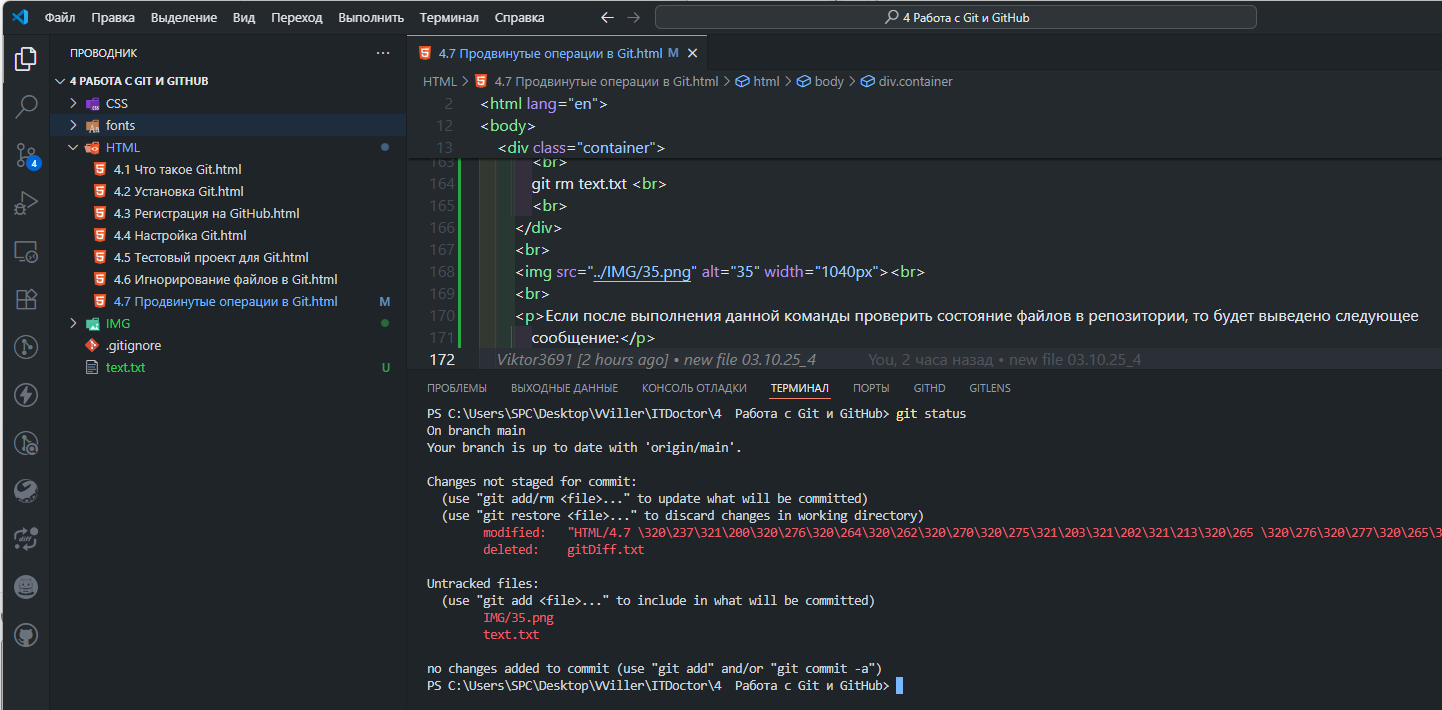 Файл Правка Выделение Вид Переход Выполнить Терминал Справка
4 Работа с Git и GitHub
ПРОВОДНИК
4 РАБОТА С GIT И GITHUB
CSS
fonts
HTML
4.1 Что такое Git.html
4.2 Установка Git.html
4.3 Регистрация на GitHub.html
4.4 Настройка Git.html
4.5 Тестовый проект для Git.html
4.6 Игнорирование файлов в Git.html
4.7 Продвинутые операции в Git.html M
IMG
.gitignore
text.txt U
4
4.7 Продвинутые операции в Git.html M
HTML > 4.7 Продвинутые операции в Git.html > html > body > div.container
2 <html lang="en">
12 <body>
13 <div class="container">
163 <br>
164 git rm text.txt <br>
165 <br>
166 </div>
167 <br>
168 <img src="../IMG/35.png" alt="35" width="1040px"><br>
169 <br>
170 <p>Если после выполнения данной команды проверить состояние файлов в репозитории, то будет выведено следующее
171 сообщение:</p>
172 Viktor3691 [2 hours ago] • new file 03.10.25_4 You, 2 часа назад • new file 03.10.25_4
ПРОБЛЕМЫ ВЫХОДНЫЕ ДАННЫЕ КОНСОЛЬ ОТЛАДКИ ТЕРМИНАЛ ПОРТЫ GITHD GITLENS
PS C:\Users\SPC\Desktop\VViller\ITDoctor\4  Работа с Git и GitHub> git status
On branch main
Your branch is up to date with 'origin/main'.
Changes not staged for commit:
(use "git add/rm <file>..." to update what will be committed)
(use "git restore <file>..." to discard changes in working directory)
modified:   "HTML/4.7 \320\237\321\200\320\276\320\264\320\262\320\270\320\275\321\203\321\202\321\213\320\265 \320\276\320\277\320\265\3
deleted:    gitDiff.txt
Untracked files:
(use "git add <file>..." to include in what will be committed)
IMG/35.png
text.txt
no changes added to commit (use "git add" and/or "git commit -a")
PS C:\Users\SPC\Desktop\VViller\ITDoctor\4  Работа с Git и GitHub>